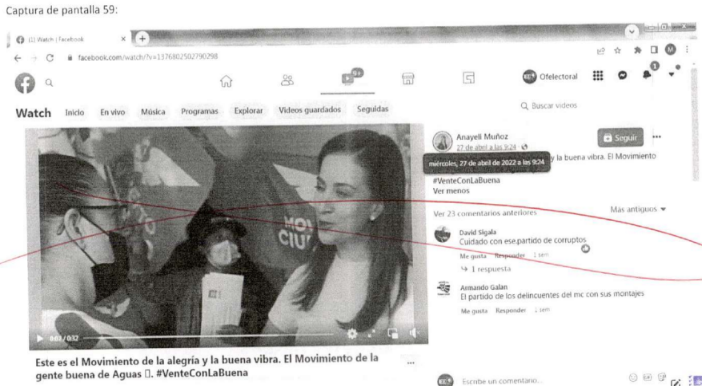 Captura de pantalla 59:
(1) Watch | Facebook
facebook.com/watch/?v=1376802502790298
9+
Ofelectoral
1
M
Watch
Inicio
En vivo
Música
Programas
Explorar
Videos guardados
Seguidas
Buscar videos
Anayeli Muñoz
27 de abril a las 9:24
Seguir
miércoles, 27 de abril de 2022 a las 9:24
y la buena vibra. El Movimiento
#VenteConLaBuena
Ver menos
Ver 23 comentarios anteriores
Más antiguos
David Sigala
Cuidado con ese partido de corruptos
Me gusta Responder 1 sem
1 respuesta
Armando Galan
El partido de los delincuentes del mc con sus montajes
Me gusta Responder 1 sem
MOV
CIU
0:03 / 0:32
Este es el Movimiento de la alegría y la buena vibra. El Movimiento de la
gente buena de Aguas. #VenteConLaBuena
Escribe un comentario...